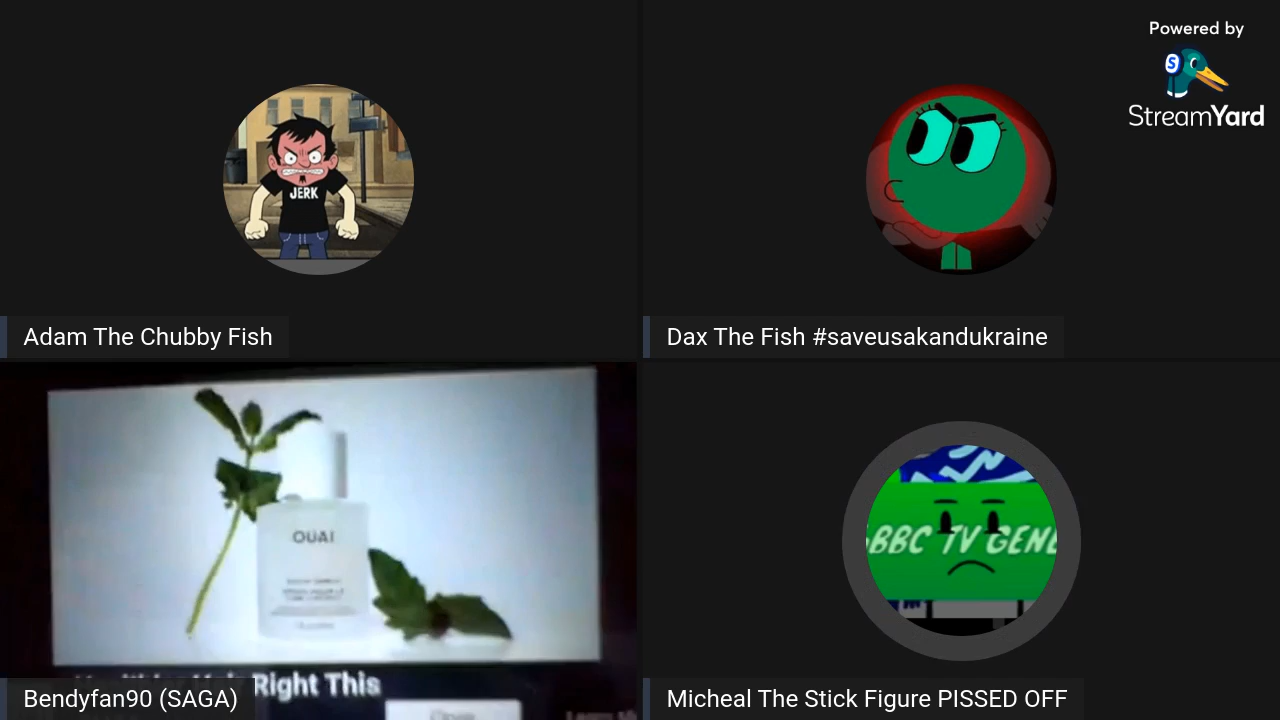 Powered by
StreamYard
JERK
Adam The Chubby Fish
Dax The Fish #saveusakandukraine
OUAI
BBC TV GENE
Right This
Open
Bendyfan90 (SAGA)
Micheal The Stick Figure PISSED OFF